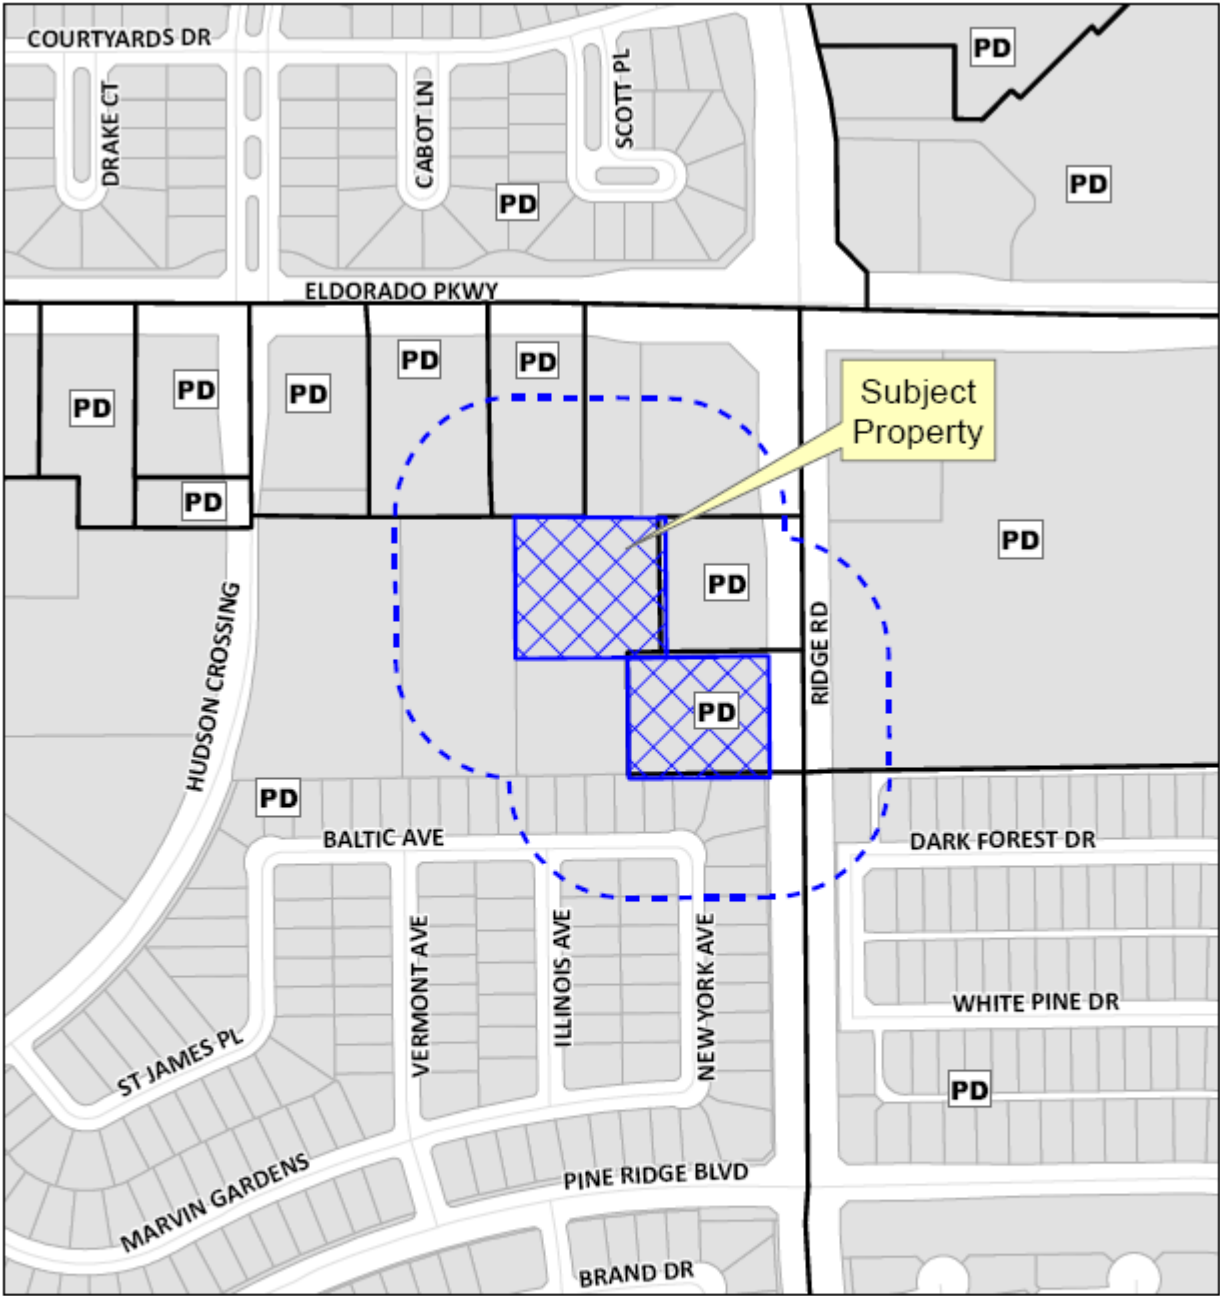 COURTYARDS DR
PD
DRAKE CT
CABOT LN
SCOTT PL
PD
PD
ELDORADO PKWY
PD
PD
PD
PD
PD
Subject
Property
PD
PD
PD
HUDSON CROSSING
RIDGE RD
PD
PD
BALTIC AVE
DARK FOREST DR
VERMONT AVE
ILLINOIS AVE
NEW YORK AVE
WHITE PINE DR
ST JAMES PL
PD
MARVIN GARDENS
PINE RIDGE BLVD
BRAND DR